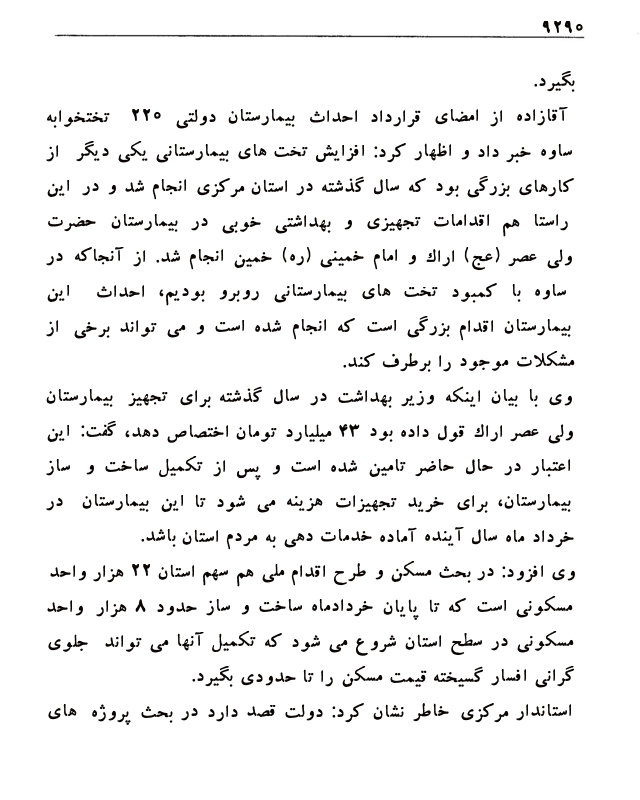 ۹۲۹۰
بگیرد.
آقازاده از امضای قرارداد احداث بیمارستان دولتی ۲۲۰ تختخوابه
ساوه خبر داد و اظهار کرد: افزایش تخت های بیمارستانی یکی دیگر از
کارهای بزرگی بود که سال گذشته در استان مرکزی انجام شد و در این
راستا هم اقدامات تجهیزی و بهداشتی خوبی در بیمارستان حضرت
ولی عصر (عج) اراك و امام خمینی (ره) خمین انجام شد. از آنجاکه در
ساوه با کمبود تخت های بیمارستانی روبرو بودیم، احداث این
بیمارستان اقدام بزرگی است که انجام شده است و می تواند برخی از
مشکلات موجود را برطرف کند.
وی با بیان اینکه وزیر بهداشت در سال گذشته برای تجهیز بیمارستان
ولی عصر اراك قول داده بود ۴۳ میلیارد تومان اختصاص دهد، گفت: این
اعتبار در حال حاضر تامین شده است و پس از تکمیل ساخت و ساز
بیمارستان، برای خرید تجهیزات هزینه می شود تا این بیمارستان در
خرداد ماه سال آینده آماده خدمات دهی به مردم استان باشد.
وی افزود: در بحث مسکن و طرح اقدام ملی هم سهم استان ۲۲ هزار واحد
مسکونی است که تا پایان خردادماه ساخت و ساز حدود ۸ هزار واحد
مسکونی در سطح استان شروع می شود که تکمیل آنها می تواند جلوی
گرانی افسار گسیخته قیمت مسکن را تا حدودی بگیرد.
استاندار مرکزی خاطر نشان کرد: دولت قصد دارد در بحث پروژه های